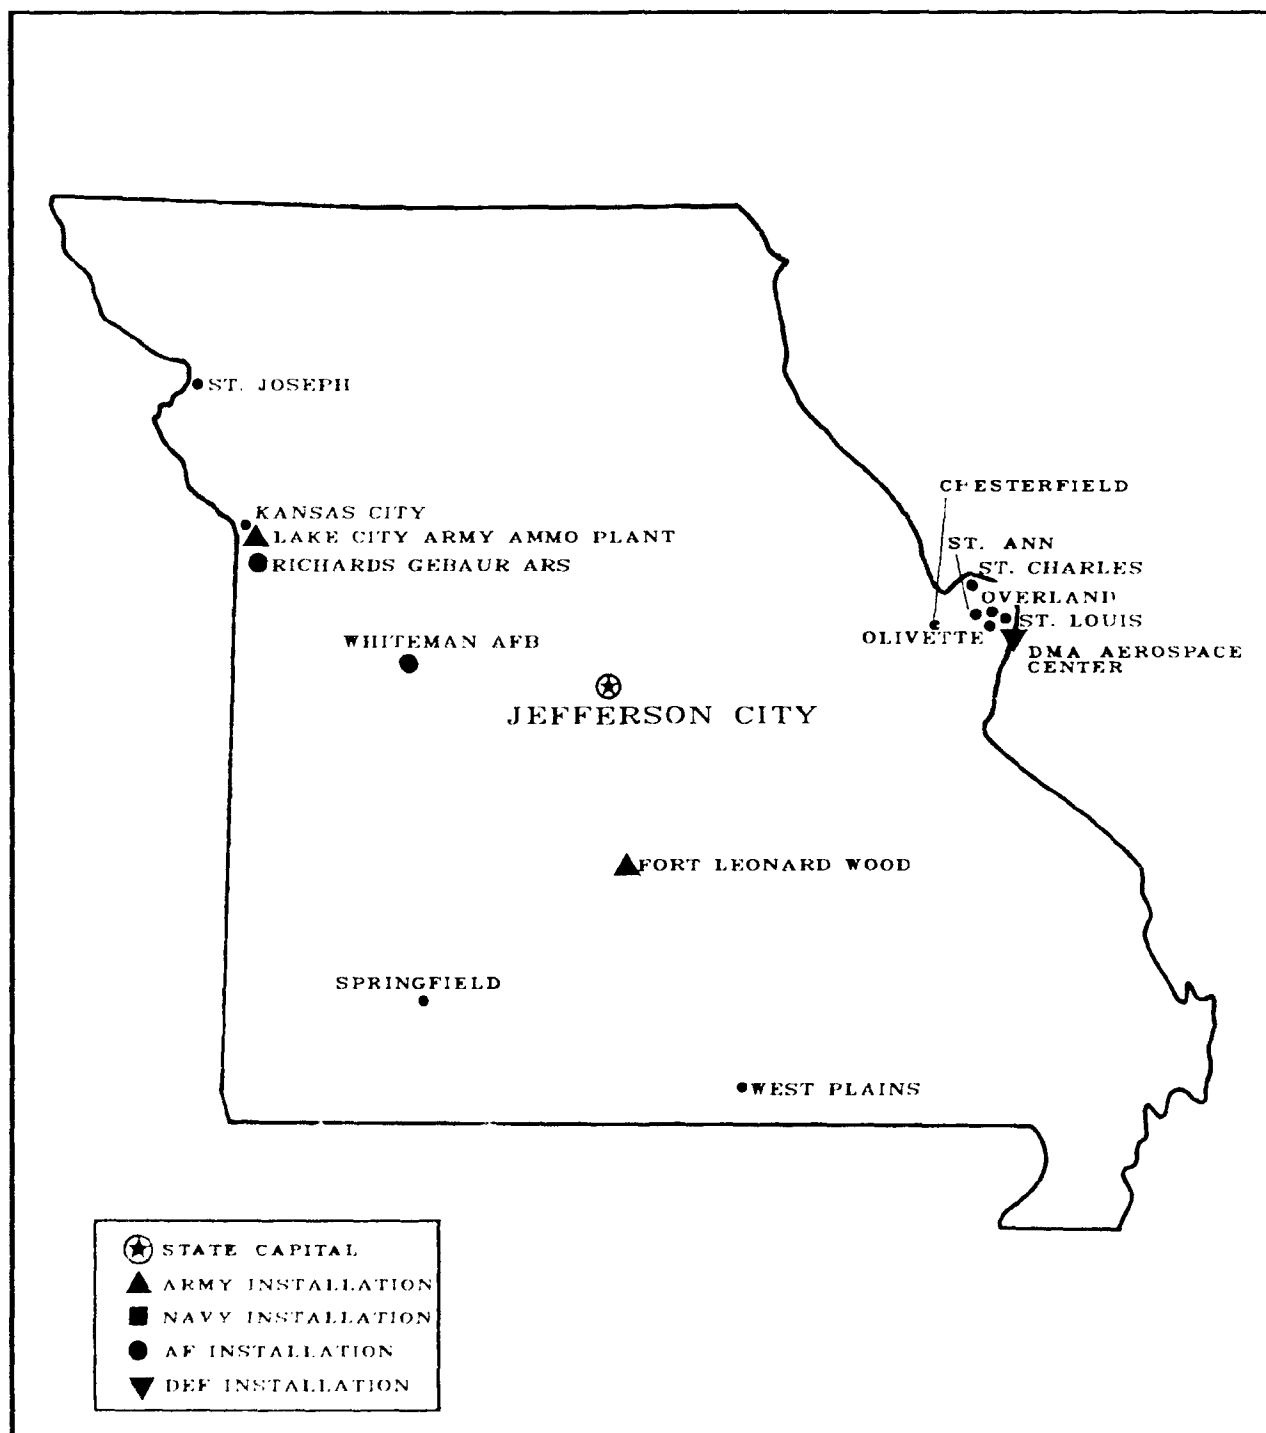 ST. JOSEPH
CHESTERFIELD
KANSAS CITY
LAKE CITY ARMY AMMO PLANT
ST. ANN
RICHARDS GEBAUR ARS
ST. CHARLES
OVERLAND
ST. LOUIS
OLIVETTE
WHITEMAN AFB
DMA AEROSPACE
CENTER
JEFFERSON CITY
FORT LEONARD WOOD
SPRINGFIELD
WEST PLAINS
STATE CAPITAL
ARMY INSTALLATION
NAVY INSTALLATION
AF INSTALLATION
DEF INSTALLATION